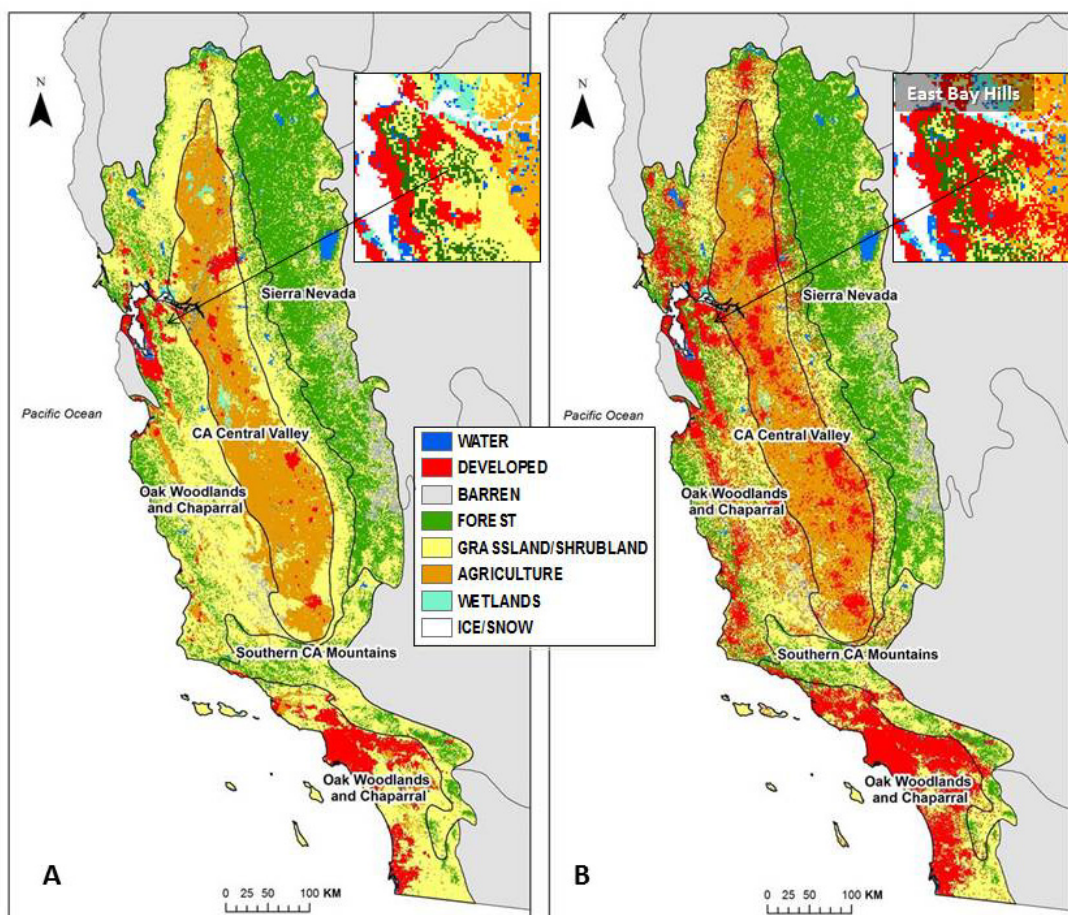 N
Sierra Nevada
Pacific Ocean
CA Central Valley
Oak Woodlands
and Chaparral
Southern CA Mountains
Oak Woodlands
and Chaparral
A
0 25 50 100 KM
WATER
DEVELOPED
BARREN
FOREST
GRASSLAND/SHRUBLAND
AGRICULTURE
WETLANDS
ICE/SNOW
N
East Bay Hills
Sierra Nevada
Pacific Ocean
CA Central Valley
Oak Woodlands
and Chaparral
Southern CA Mountains
Oak Woodlands
and Chaparral
B
0 25 50 100 KM